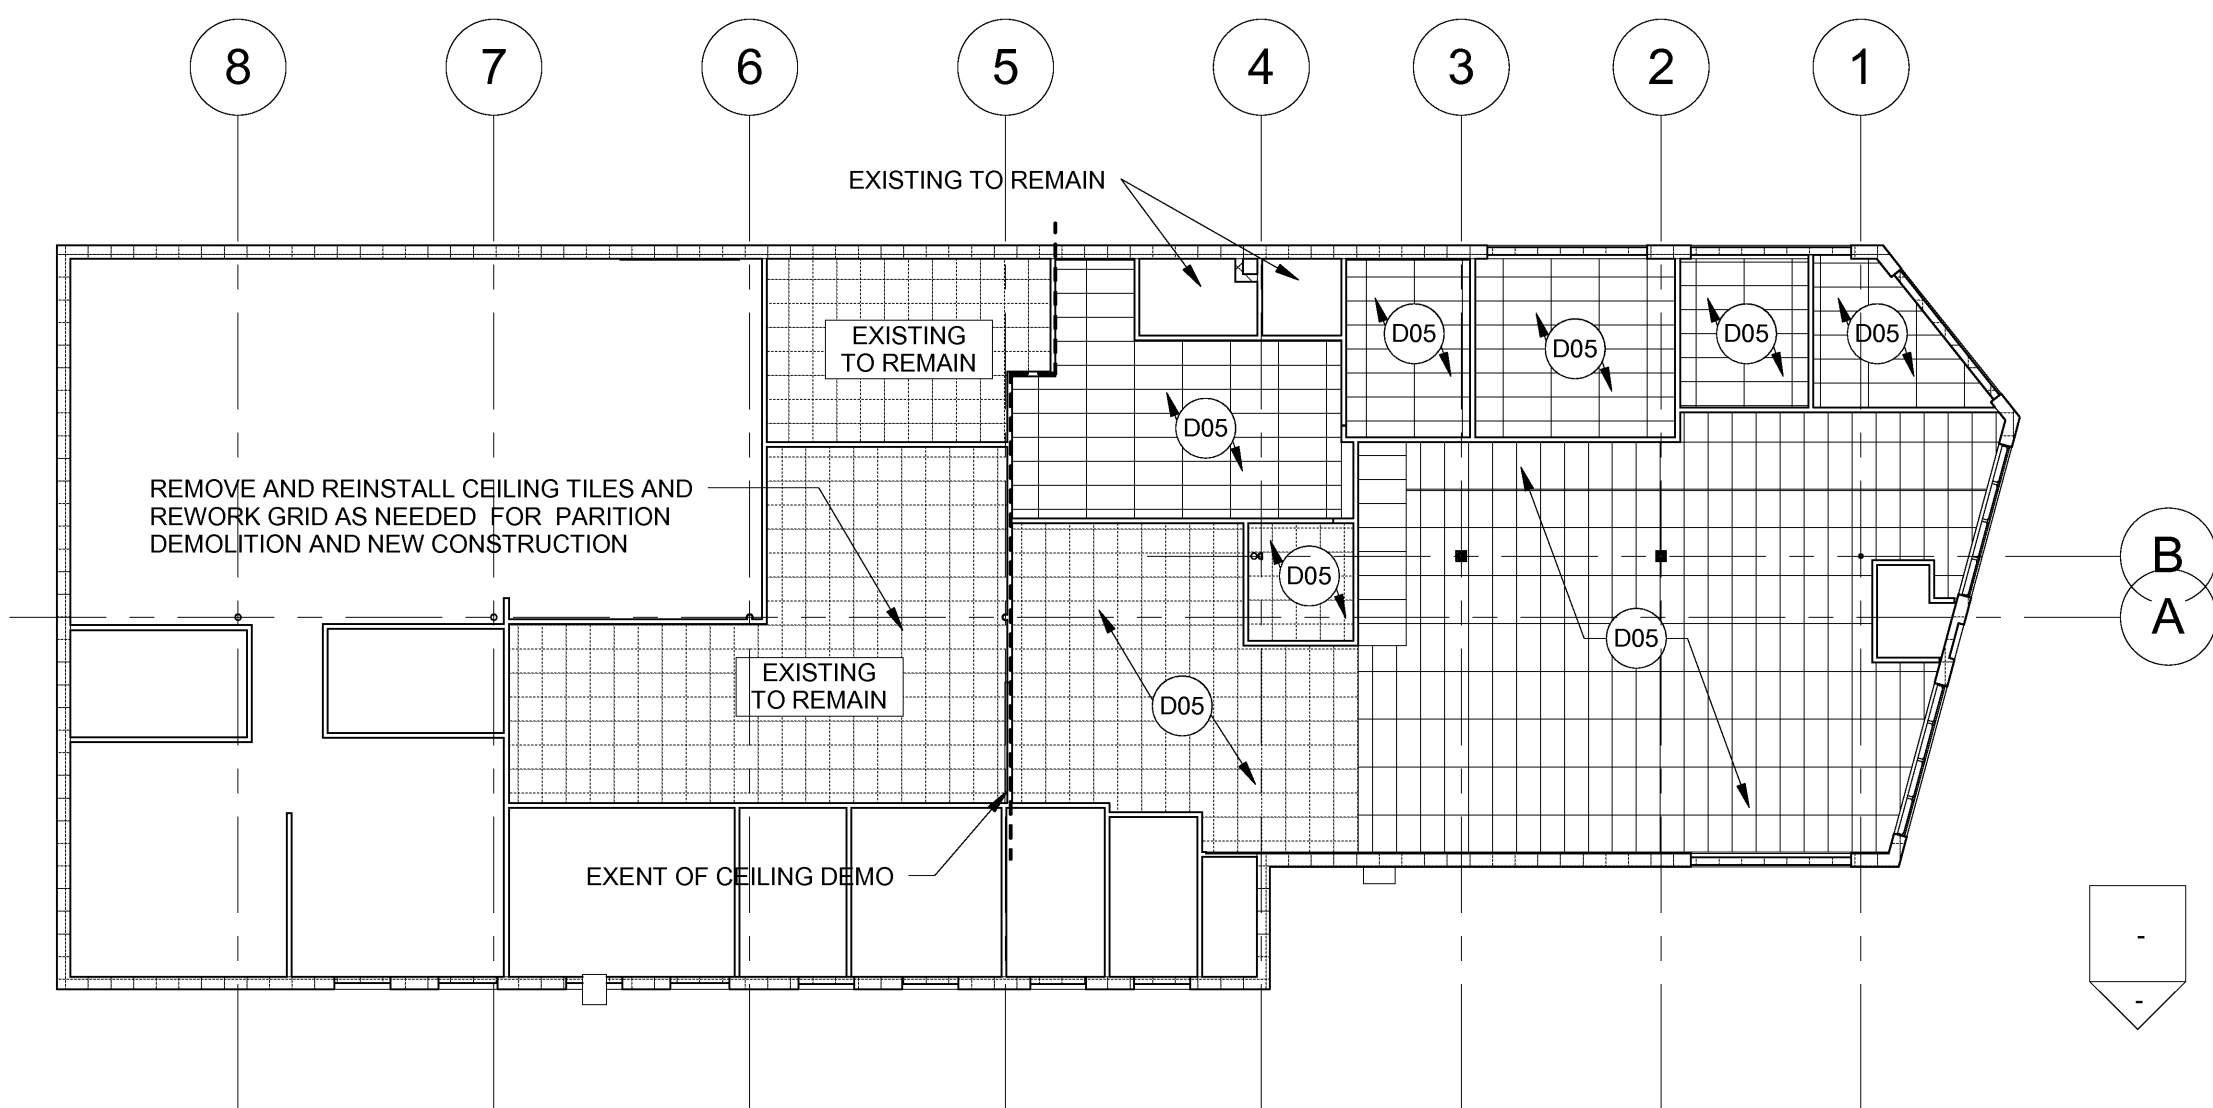 8 7 6 5 4 3 2 1
EXISTING TO REMAIN
EXISTING
TO REMAIN
D05
D05
D05
D05
D05
REMOVE AND REINSTALL CEILING TILES AND
REWORK GRID AS NEEDED FOR PARITION
DEMOLITION AND NEW CONSTRUCTION
D05
B
A
D05
EXISTING
TO REMAIN
D05
EXENT OF CEILING DEMO
-
-